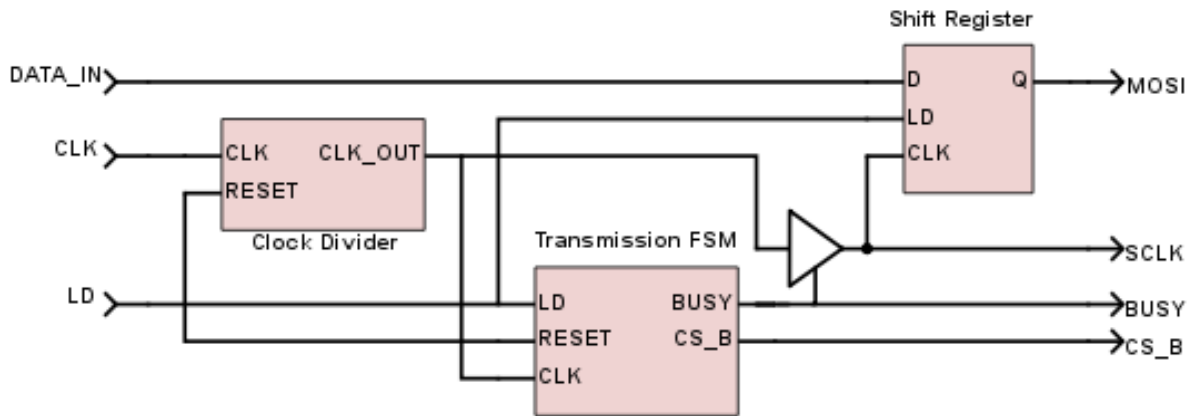 Shift Register
DATA_IN
D
Q
MOSI
LD
CLK
CLK
CLK_OUT
CLK
RESET
Clock Divider
Transmission FSM
SCLK
LD
LD
BUSY
BUSY
RESET
CS_B
CS_B
CLK